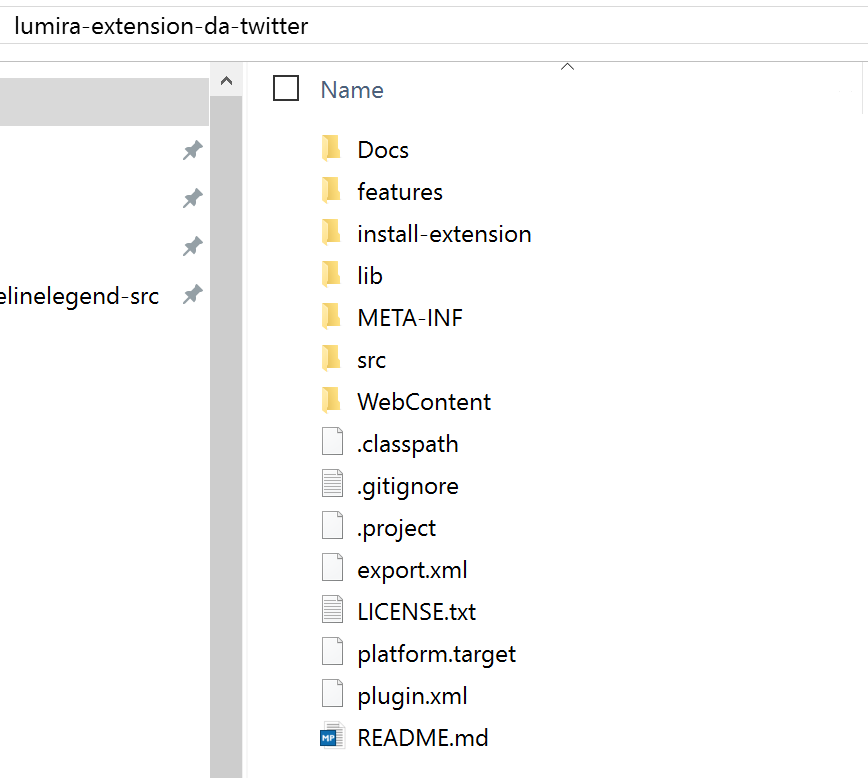 lumira-extension-da-twitter
Name
elinelegend-src
Docs
features
install-extension
lib
META-INF
src
WebContent
.classpath
.gitignore
.project
export.xml
LICENSE.txt
platform.target
plugin.xml
MP
README.md